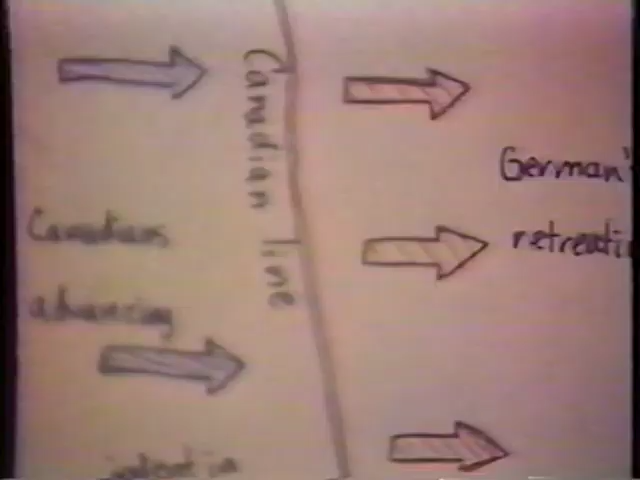 Canadian line
German's
retreati
Canadians
advancing